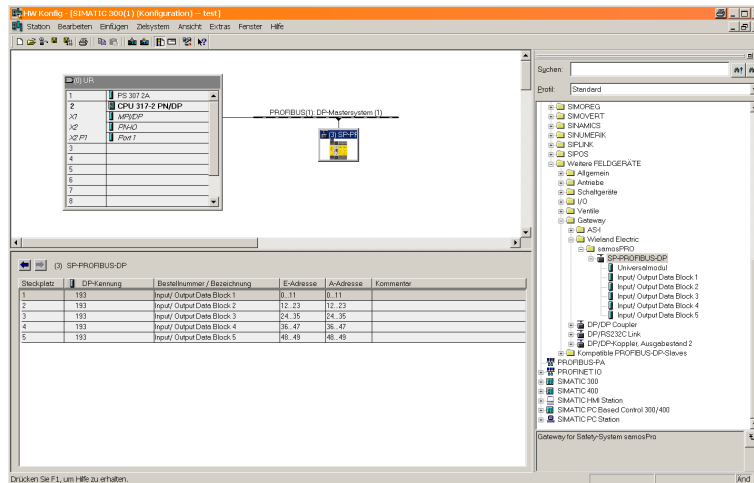 HW Konfig - [SIMATIC 300(1) (Konfiguration) -- test]
Station Bearbeiten Einfügen Zielsystem Ansicht Extras Fenster Hilfe
(0) UR
1 PS 307 2A
2 CPU 317-2 PN/DP
X1 MPI/DP
X2 PN-IO
X2 P1 Port 1
3
4
5
6
7
8
PROFIBUS(1): DP-Mastersystem (1)
(3) SP-PR
Suchen:
Profil: Standard
SIMOREG
SIMOVERT
SINAMICS
SINUMERIK
SIPLINK
SIPOS
Weitere FELDGERÄTE
Allgemein
Antriebe
Schaltgeräte
I/O
Ventile
Gateway
AS-I
Wieland Electric
samosPRO
SP-PROFIBUS-DP
Universalmodul
Input/ Output Data Block 1
Input/ Output Data Block 2
Input/ Output Data Block 3
Input/ Output Data Block 4
Input/ Output Data Block 5
DP/DP Coupler
DP/RS232C Link
DP/DP-Koppler, Ausgabestand 2
Kompatible PROFIBUS-DP-Slaves
PROFIBUS-PA
PROFINET IO
SIMATIC 300
SIMATIC 400
SIMATIC HMI Station
SIMATIC PC Based Control 300/400
SIMATIC PC Station
Gateway for Safety-System samosPro
(3) SP-PROFIBUS-DP
Steckplatz DP-Kennung Bestellnummer / Bezeichnung E-Adresse A-Adresse Kommentar
1 193 Input/ Output Data Block 1 0...11 0...11
2 193 Input/ Output Data Block 2 12...23 12...23
3 193 Input/ Output Data Block 3 24...35 24...35
4 193 Input/ Output Data Block 4 36...47 36...47
5 193 Input/ Output Data Block 5 48...49 48...49
Drücken Sie F1, um Hilfe zu erhalten.
Änd